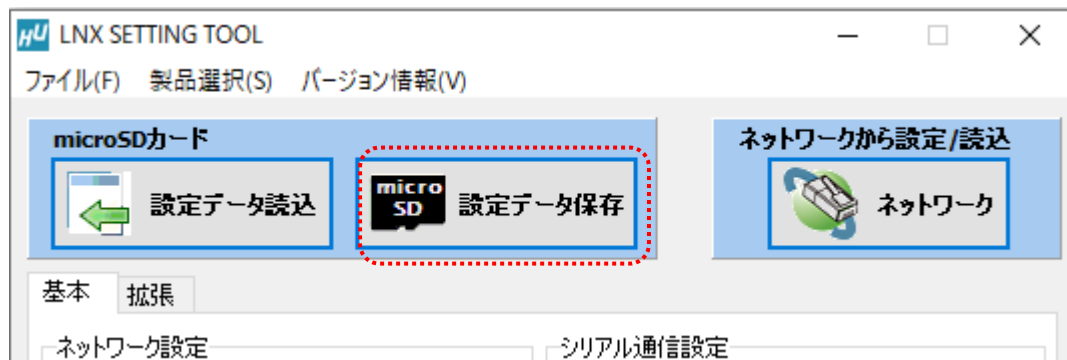 HU LNX SETTING TOOL
ファイル(F) 製品選択(S) バージョン情報(V)
microSDカード
設定データ読込
micro
SD
設定データ保存
ネットワークから設定/読込
ネットワーク
基本 拡張
ネットワーク設定
シリアル通信設定